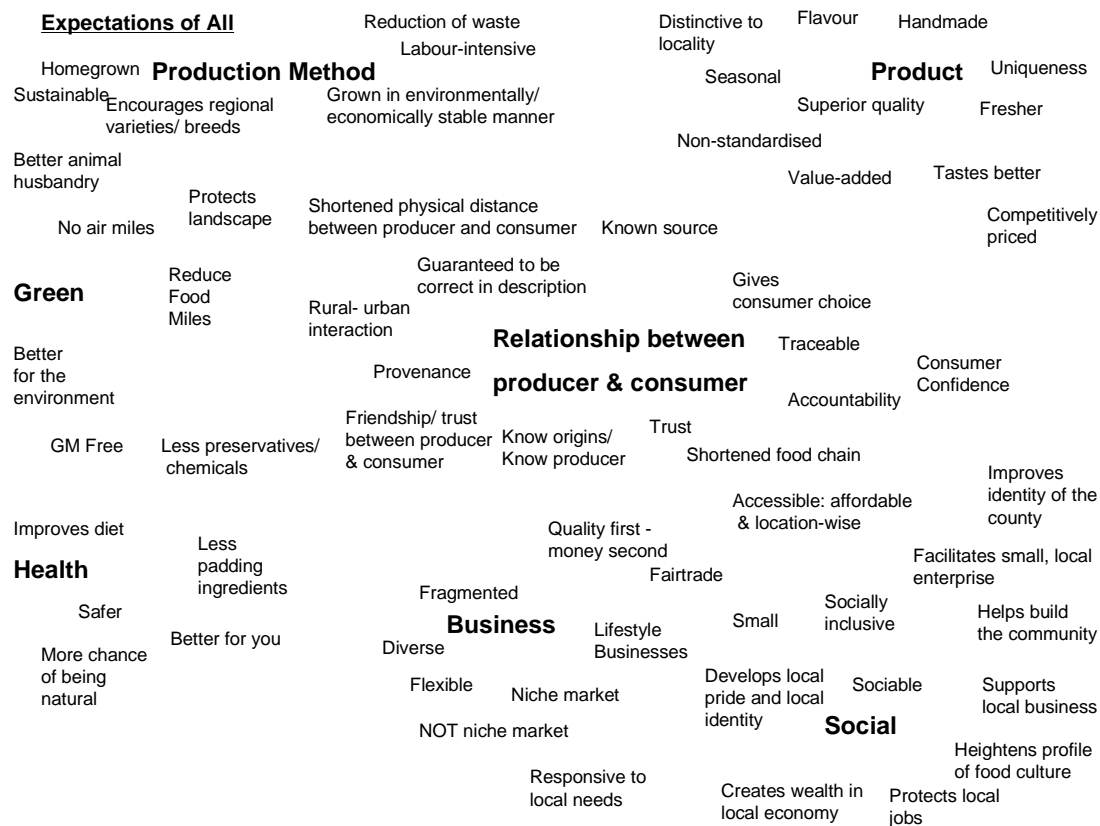 Expectations of All
Reduction of waste
Labour-intensive
Distinctive to
locality
Flavour
Handmade
Homegrown
Production Method
Seasonal
Product
Uniqueness
Sustainable
Encourages regional
varieties/ breeds
Grown in environmentally/
economically stable manner
Superior quality
Fresher
Non-standardised
Better animal
husbandry
Value-added
Tastes better
Protects
landscape
No air miles
Shortened physical distance
between producer and consumer
Known source
Competitively
priced
Guaranteed to be
correct in description
Green
Reduce
Food
Miles
Gives
consumer choice
Rural- urban
interaction
Relationship between
producer & consumer
Traceable
Better
for the
environment
Provenance
Consumer
Confidence
Accountability
GM Free
Less preservatives/
chemicals
Friendship/ trust
between producer
& consumer
Know origins/
Know producer
Trust
Shortened food chain
Improves
identity of the
county
Accessible: affordable
& location-wise
Improves diet
Quality first -
money second
Less
padding
ingredients
Health
Fairtrade
Facilitates small, local
enterprise
Fragmented
Safer
Business
Small
Socially
inclusive
Helps build
the community
Better for you
Diverse
Lifestyle
Businesses
More chance
of being
natural
Flexible
Niche market
Develops local
pride and local
identity
Sociable
Supports
local business
NOT niche market
Social
Heightens profile
of food culture
Responsive to
local needs
Creates wealth in
local economy
Protects local
jobs